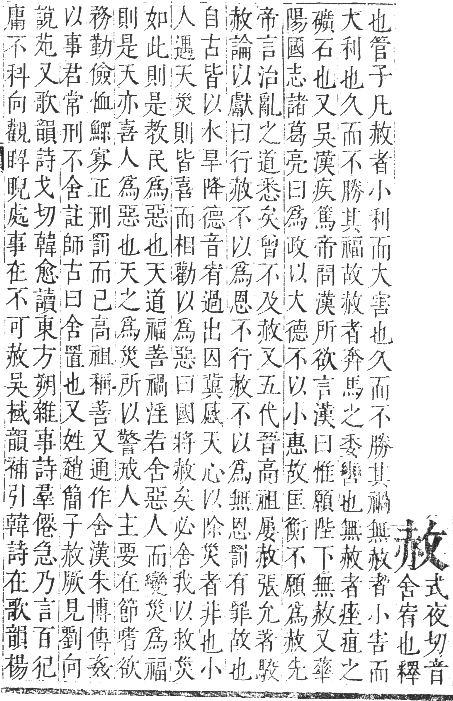 赦
式夜切音
舍宥也釋
也管子凡赦者小利而大害也久而不勝其禍無赦者小害而
大利也久而不勝其福故赦者奔馬之委轡也無赦者痤疽之
礦石也又吳漢疾篤帝問漢所欲言漢曰惟願陛下無赦又華
陽國志諸葛亮曰爲政以大德不以小惠故匡衡不願爲赦先
帝言治亂之道悉矣曾不及赦又五代晉高祖屢赦張允著駮
赦論以獻曰行赦不以爲恩不行赦不以爲無恩罰有罪故也
自古皆以水旱降德音宥過出囚冀感天心以除災者非也小
人遇天災則皆喜而相勸以爲惡曰國將赦矣必舍我以救災
如此則是教民爲惡也天道福善禍淫若舍惡人而變災爲福
則是天亦喜人爲惡也天之爲災所以警戒人主要在節嗜欲
務勤儉恤鰥寡正刑罰而已高祖稱善又通作舍漢朱博傳姦
以事君常刑不舍註師古曰舍置也又姓趙簡子赦厥見劉向
說苑又歌韻詩戈切韓愈讀東方朔雜事詩羣僊急乃言百犯
庸不科向觀睥睨處事在不可赦吳棫韻補引韓詩在歌韻楊